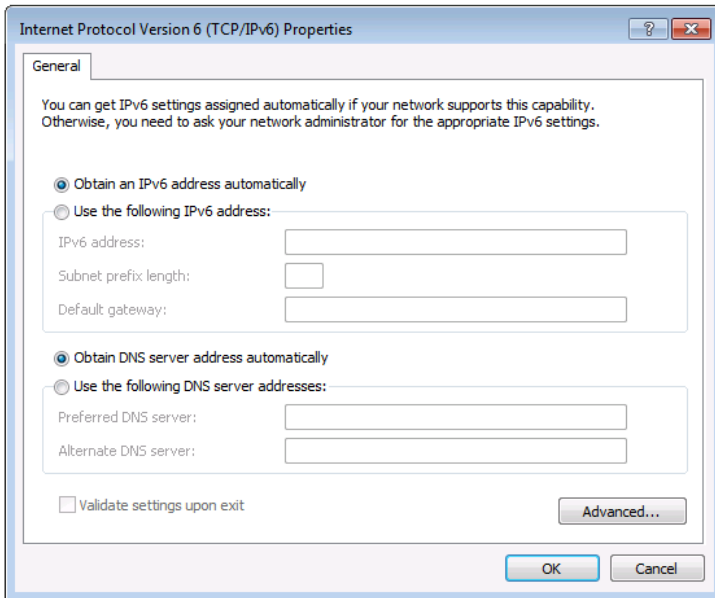 Internet Protocol Version 6 (TCP/IPv6) Properties
?
General
You can get IPv6 settings assigned automatically if your network supports this capability.
Otherwise, you need to ask your network administrator for the appropriate IPv6 settings.
Obtain an IPv6 address automatically
Use the following IPv6 address:
IPv6 address:
Subnet prefix length:
Default gateway:
Obtain DNS server address automatically
Use the following DNS server addresses:
Preferred DNS server:
Alternate DNS server:
Validate settings upon exit
Advanced...
OK Cancel